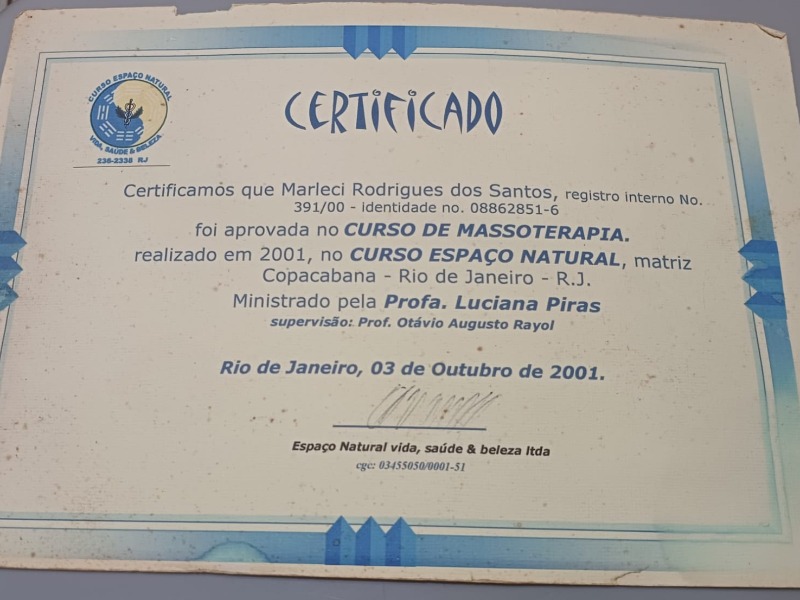 CURSO ESPAÇO NATURAL
VIDA, SAÚDE & BELEZA
236-2338 RJ
CERTIFICADO
Certificamos que Marleci Rodrigues dos Santos, registro interno No.
391/00 - identidade no. 08862851-6
foi aprovada no CURSO DE MASSOTERAPIA.
realizado em 2001, no CURSO ESPAÇO NATURAL, matriz
Copacabana - Rio de Janeiro - R.J.
Ministrado pela Profa. Luciana Piras
supervisão: Prof. Otávio Augusto Rayol
Rio de Janeiro, 03 de Outubro de 2001.
Espaço Natural vida, saúde & beleza ltda
cgc: 03455050/0001-51